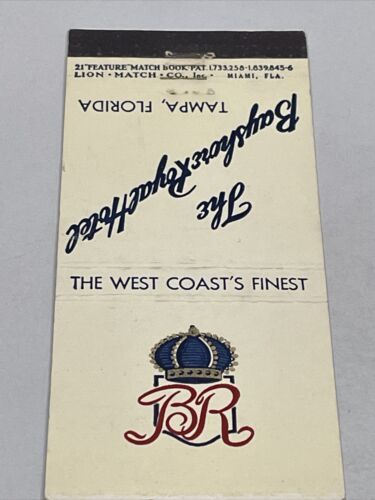 21 FEATURE MATCH BOOK PAT. 1,733,258-1,839,845-6
LION · MATCH · CO., Inc. · MIAMI, FLA.
The
Bayshore Royal Hotel
TAMPA, FLORIDA
THE WEST COAST'S FINEST
BR